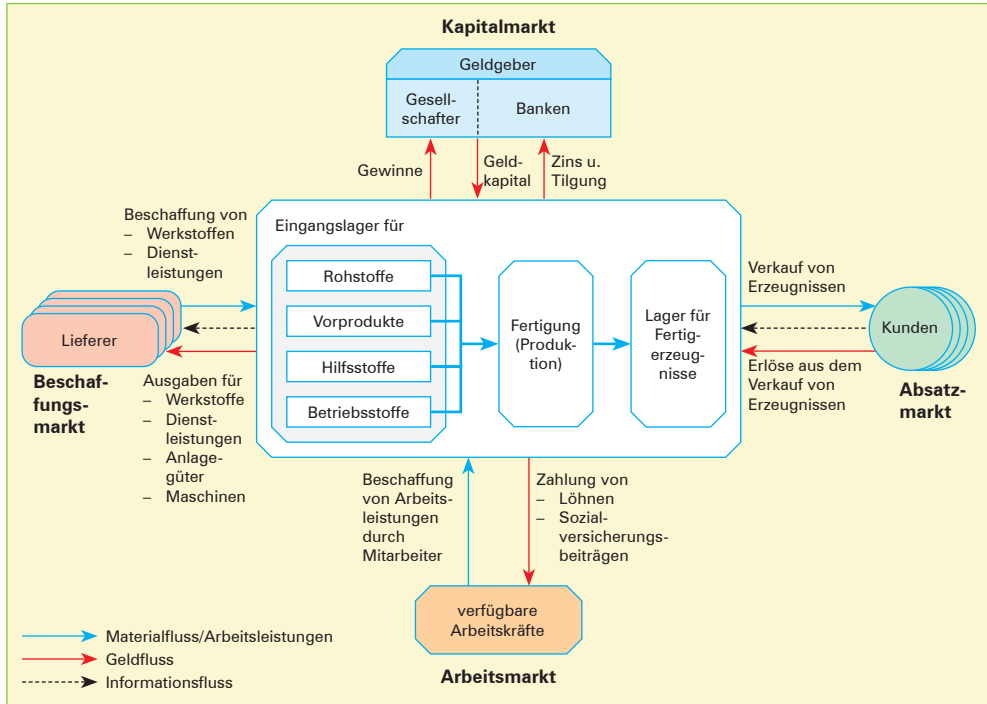 Kapitalmarkt
Geldgeber
Gesell-
schafter
Banken
Gewinne
Geld-
kapital
Zins u.
Tilgung
Beschaffung von
– Werkstoffen
– Dienst-
leistungen
Lieferer
Beschaf-
fungs-
markt
Ausgaben für
– Werkstoffe
– Dienst-
leistungen
– Anlage-
güter
– Maschinen
Eingangslager für
Rohstoffe
Vorprodukte
Hilfsstoffe
Betriebsstoffe
Fertigung
(Produk-
tion)
Lager für
Fertig-
erzeug-
nisse
Verkauf von
Erzeugnissen
Kunden
Erlöse aus dem
Verkauf von
Erzeugnissen
Absatz-
markt
Beschaffung
von Arbeits-
leistungen
durch
Mitarbeiter
Zahlung von
– Löhnen
– Sozial-
versicherungs-
beiträgen
verfügbare
Arbeitskräfte
Arbeitsmarkt
Materialfluss/Arbeitsleistungen
Geldfluss
Informationsfluss